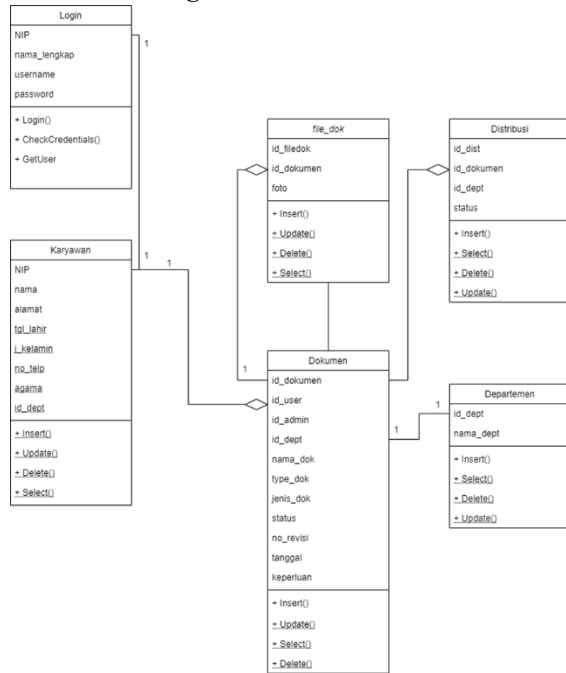 Login
NIP
nama_lengkap
username
password
+ Login()
+ CheckCredentials()
+ GetUser
1
1
Karyawan
NIP
nama
alamat
tgl_lahir
j_kelamin
no_telp
agama
id_dept
+ Insert()
+ Update()
+ Delete()
+ Select()
1
file_dok
id_filedok
id_dokumen
foto
+ Insert()
+ Update()
+ Delete()
+ Select()
1
Distribusi
id_dist
id_dokumen
id_dept
status
+ Insert()
+ Select()
+ Delete()
+ Update()
Dokumen
id_dokumen
id_user
id_admin
id_dept
nama_dok
type_dok
jenis_dok
status
no_revisi
tanggal
keperluan
+ Insert()
+ Update()
+ Select()
+ Delete()
1
1
Departemen
id_dept
nama_dept
+ Insert()
+ Select()
+ Delete()
+ Update()